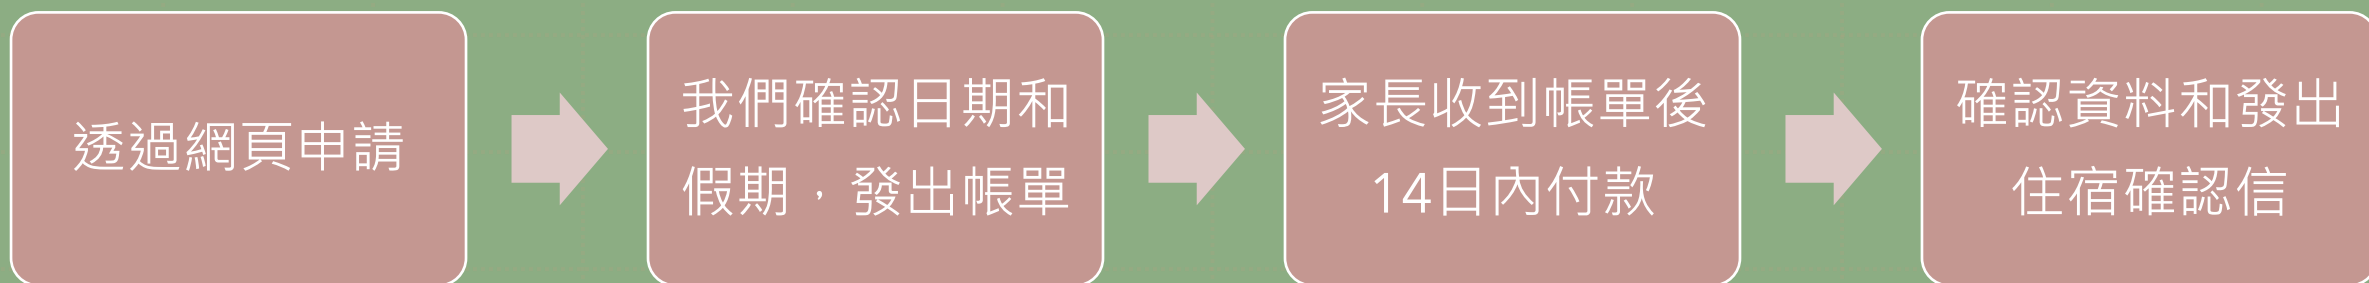 透過網頁申請
我們確認日期和
假期，發出帳單
家長收到帳單後
14日內付款
確認資料和發出
住宿確認信